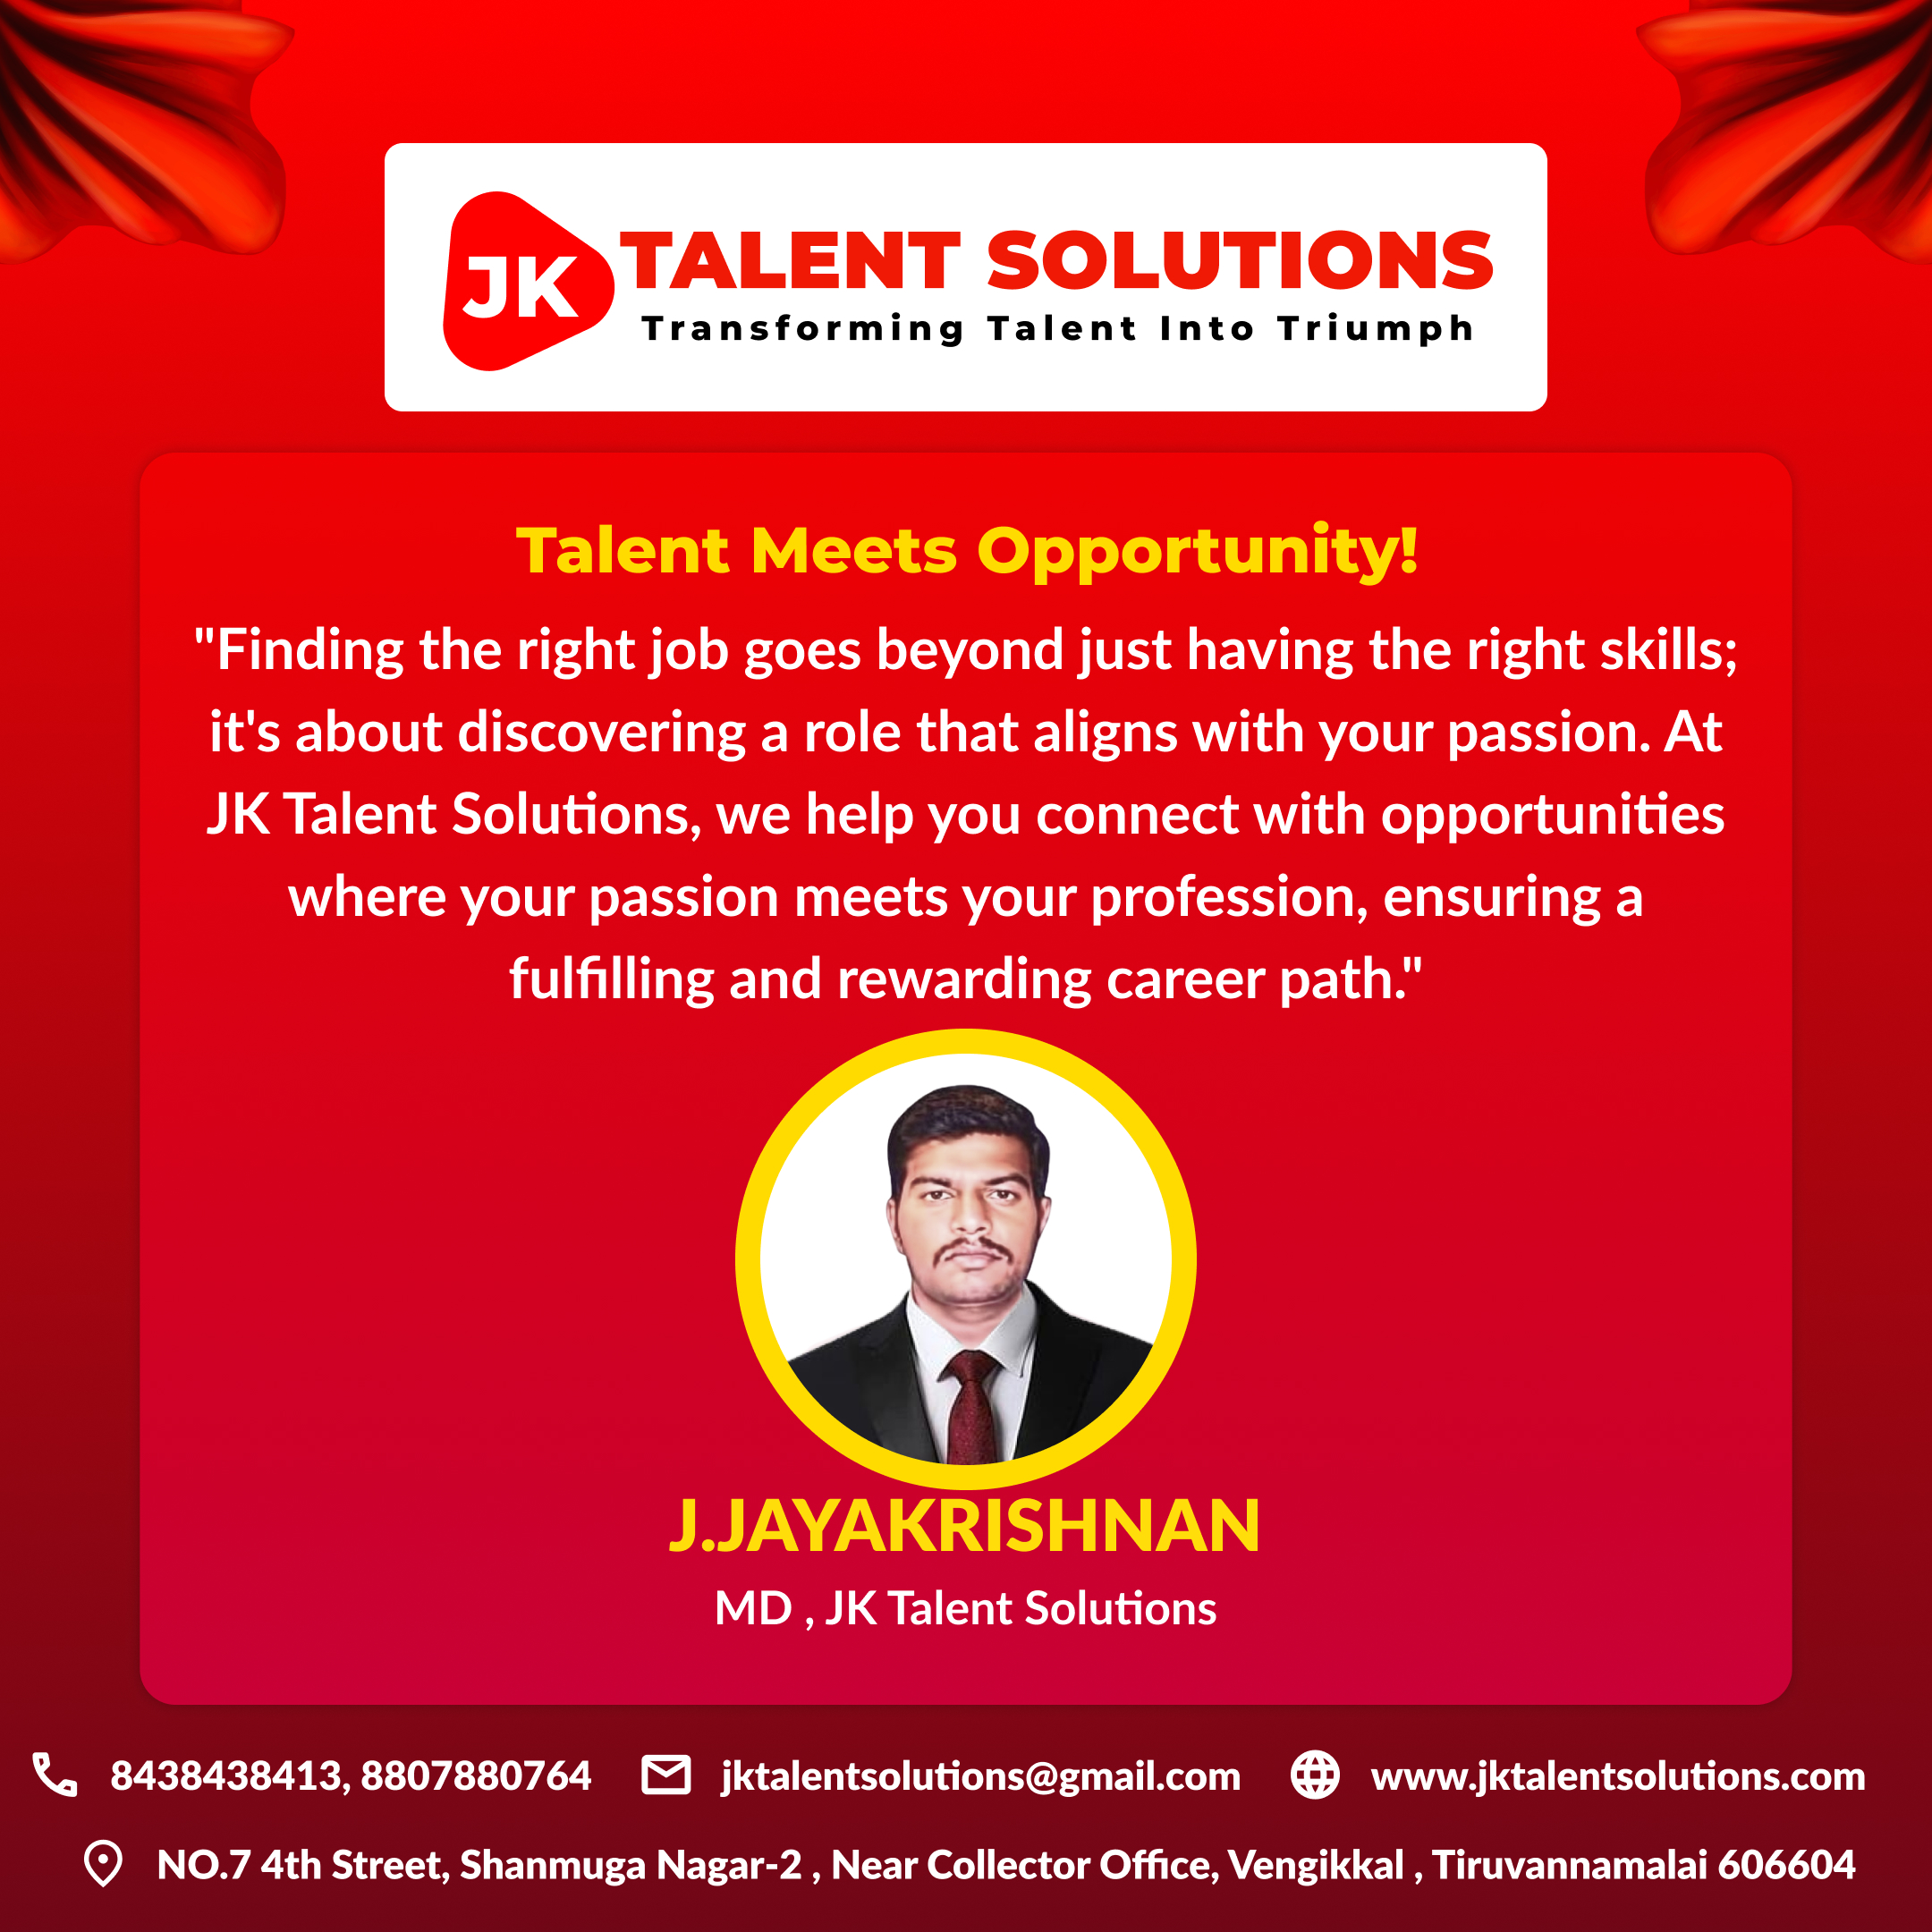 JK
TALENT SOLUTIONS
Transforming Talent Into Triumph
Talent Meets Opportunity!
"Finding the right job goes beyond just having the right skills;
it's about discovering a role that aligns with your passion. At
JK Talent Solutions, we help you connect with opportunities
where your passion meets your profession, ensuring a
fulfilling and rewarding career path."
J.JAYAKRISHNAN
MD , JK Talent Solutions
8438438413, 8807880764 jktalentsolutions@gmail.com www.jktalentsolutions.com
NO.7 4th Street, Shanmuga Nagar-2 , Near Collector Office, Vengikkal , Tiruvannamalai 606604